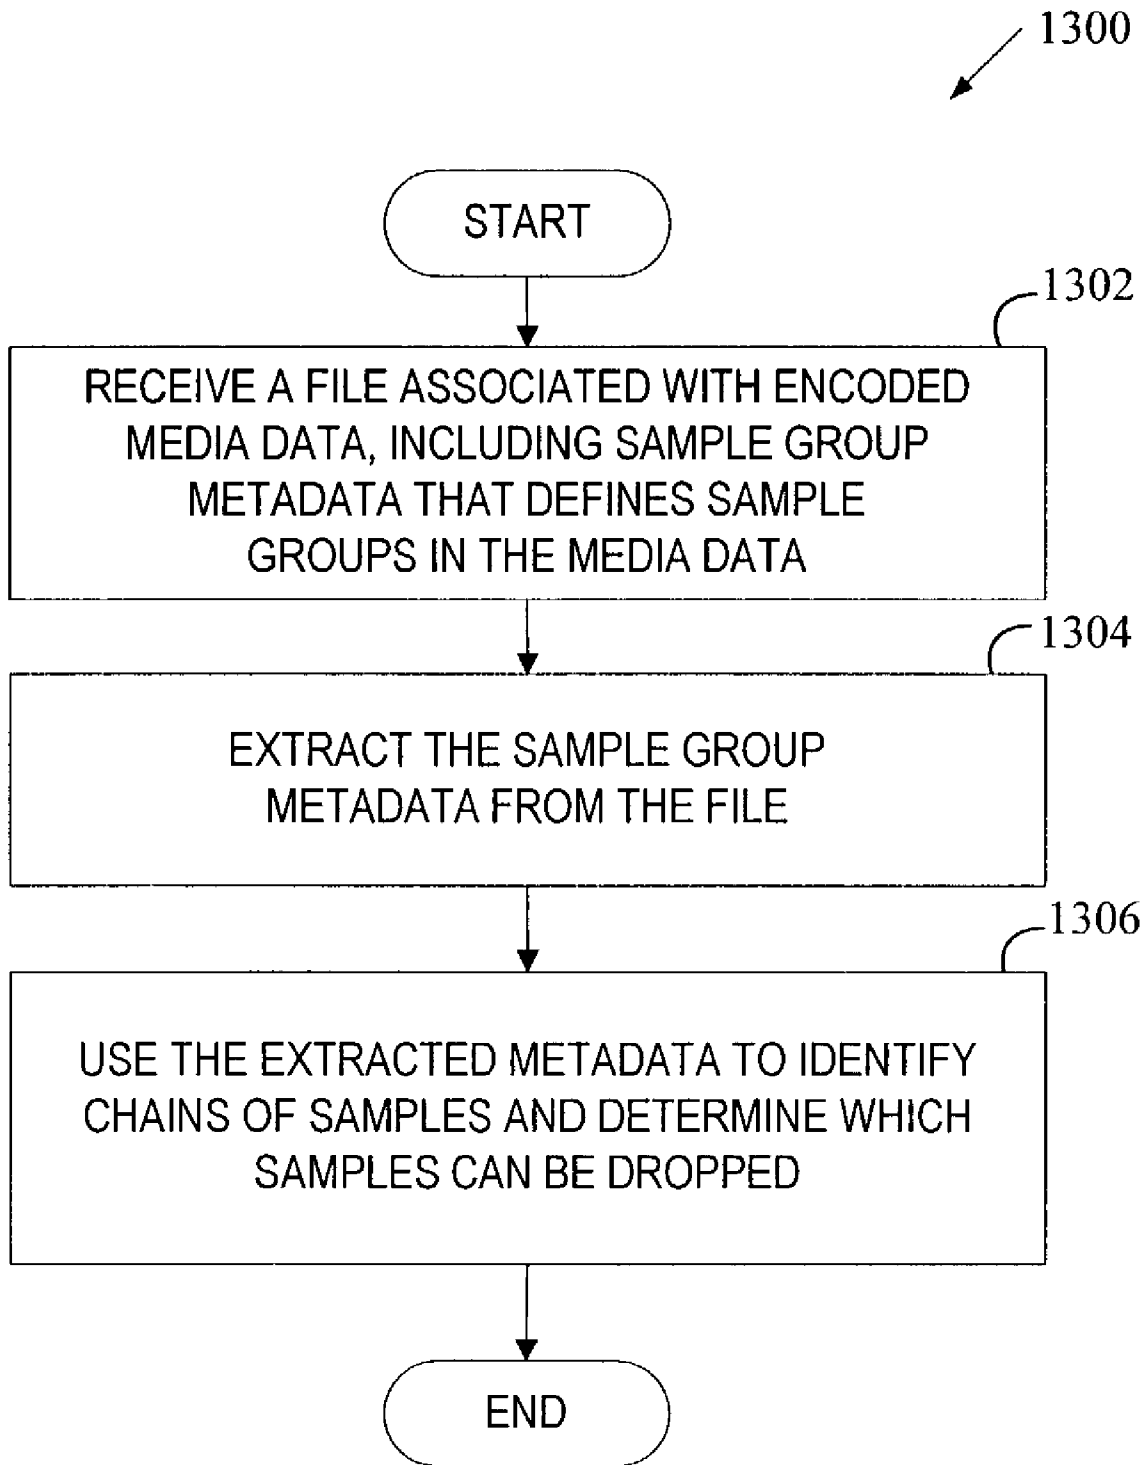 1300
START
1302
RECEIVE A FILE ASSOCIATED WITH ENCODED
MEDIA DATA, INCLUDING SAMPLE GROUP
METADATA THAT DEFINES SAMPLE
GROUPS IN THE MEDIA DATA
1304
EXTRACT THE SAMPLE GROUP
METADATA FROM THE FILE
1306
USE THE EXTRACTED METADATA TO IDENTIFY
CHAINS OF SAMPLES AND DETERMINE WHICH
SAMPLES CAN BE DROPPED
END